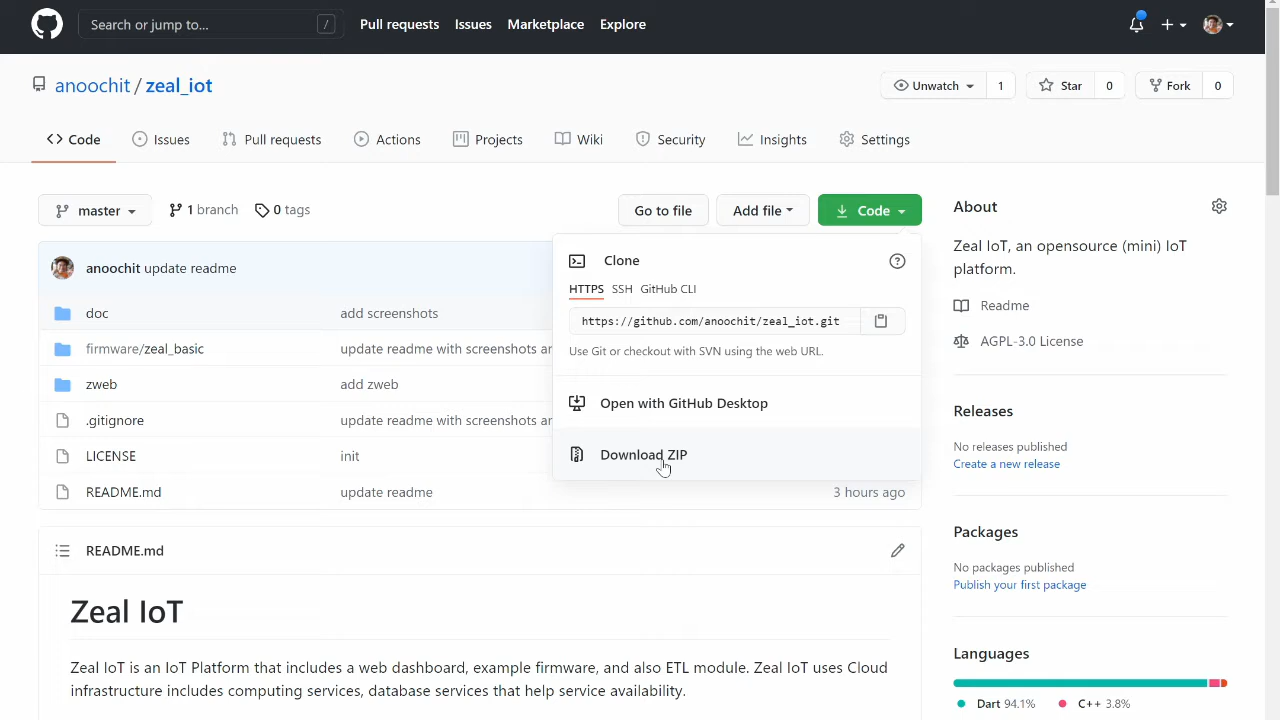 Search or jump to...
/
Pull requests
Issues
Marketplace
Explore
anoochit / zeal_iot
Unwatch
1
Star
0
Fork
0
Code
Issues
Pull requests
Actions
Projects
Wiki
Security
Insights
Settings
master
1 branch
0 tags
Go to file
Add file
Code
anoochit update readme
doc
add screenshots
firmware/zeal_basic
update readme with screenshots ar
zweb
add zweb
.gitignore
update readme with screenshots ar
LICENSE
init
README.md
update readme
3 hours ago
Clone
HTTPS SSH GitHub CLI
https://github.com/anoochit/zeal_iot.git
Use Git or checkout with SVN using the web URL.
Open with GitHub Desktop
Download ZIP
README.md
Zeal IoT
Zeal IoT is an IoT Platform that includes a web dashboard, example firmware, and also ETL module. Zeal IoT uses Cloud
infrastructure includes computing services, database services that help service availability.
About
Zeal IoT, an opensource (mini) IoT
platform.
Readme
AGPL-3.0 License
Releases
No releases published
Create a new release
Packages
No packages published
Publish your first package
Languages
Dart 94.1%
C++ 3.8%